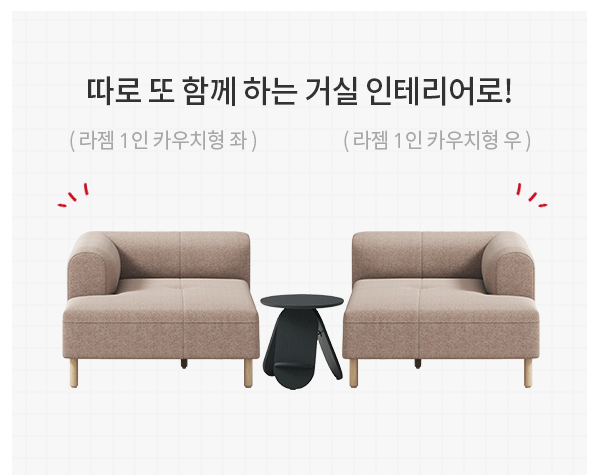 따로 또 함께 하는 거실 인테리어로!
( 라젬 1인 카우치형 좌 ) ( 라젬 1인 카우치형 우 )